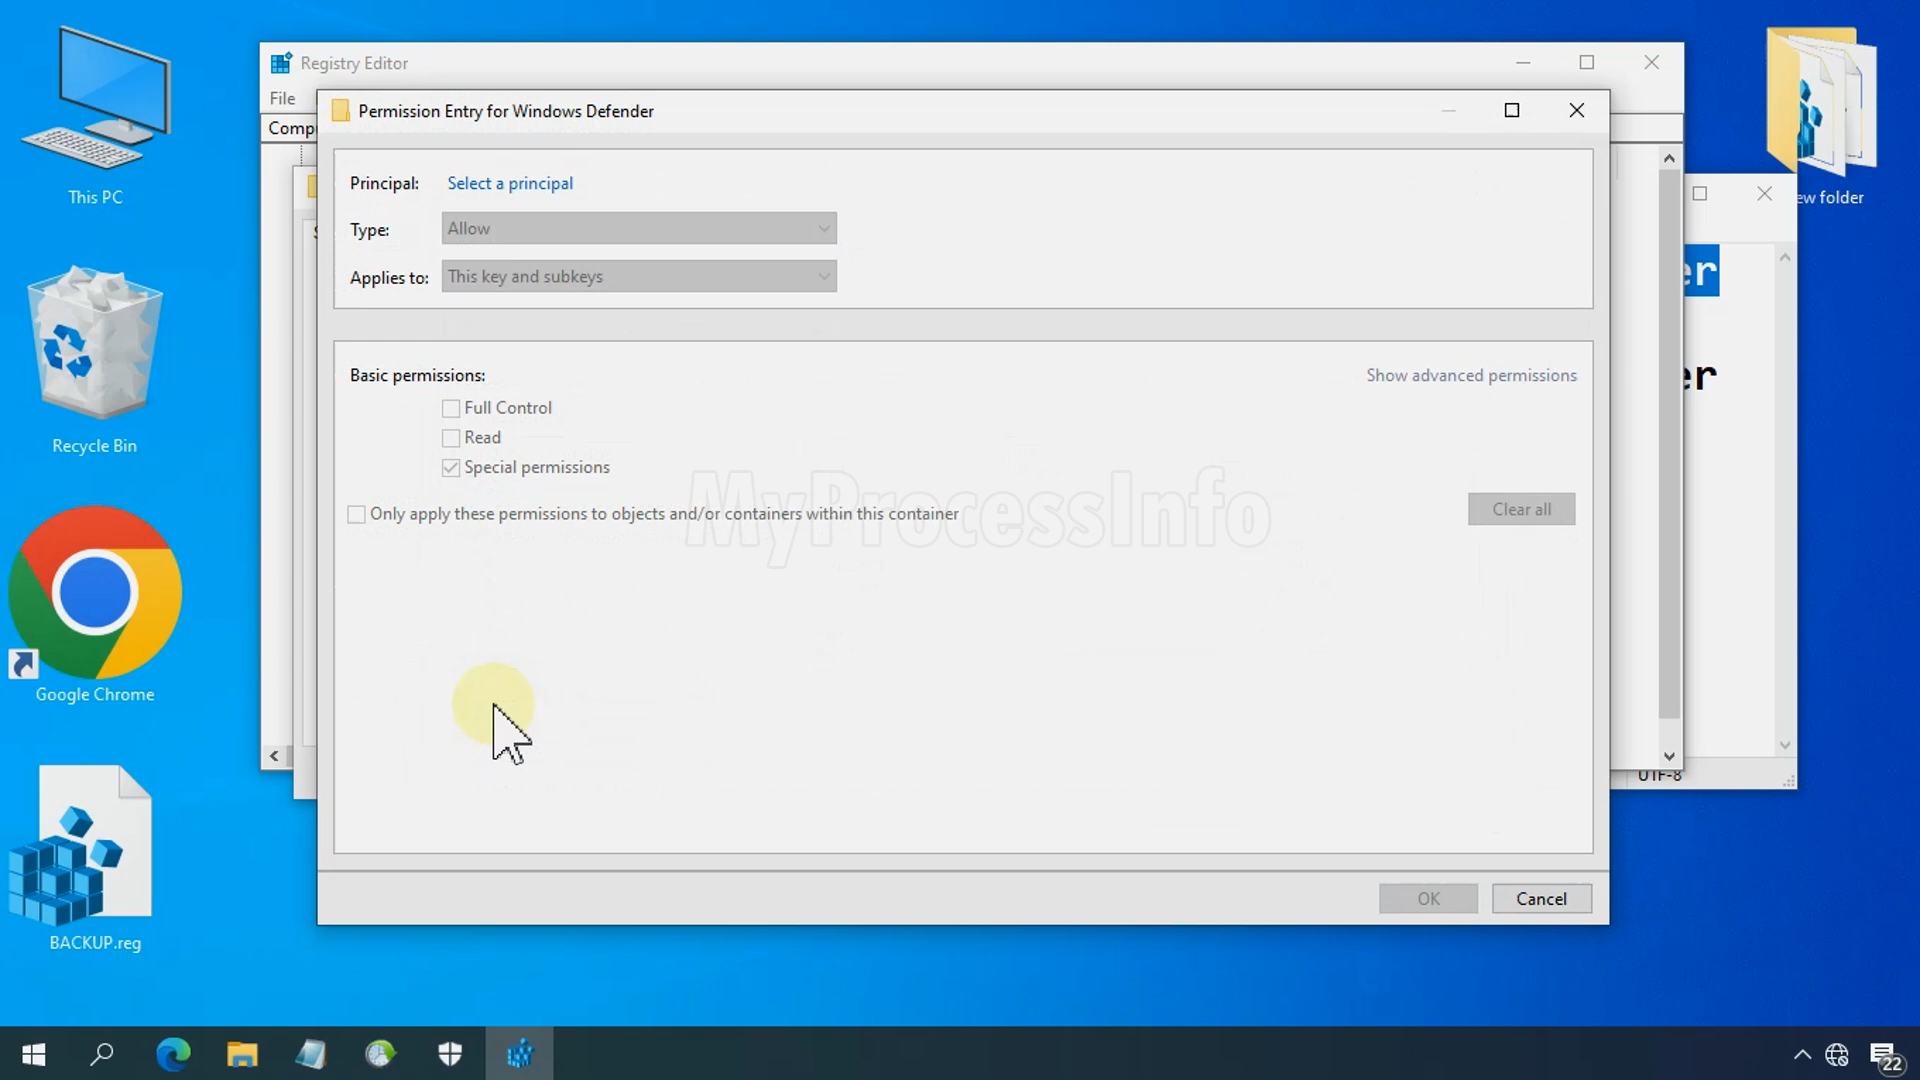 This PC
Recycle Bin
Google Chrome
BACKUP.reg
Registry Editor
File
Permission Entry for Windows Defender
Principal: Select a principal
Type: Allow
Applies to: This key and subkeys
Basic permissions: Show advanced permissions
Full Control
Read
Special permissions
Only apply these permissions to objects and/or containers within this container
Clear all
MyProcessInfo
OK Cancel
UTF-8
22